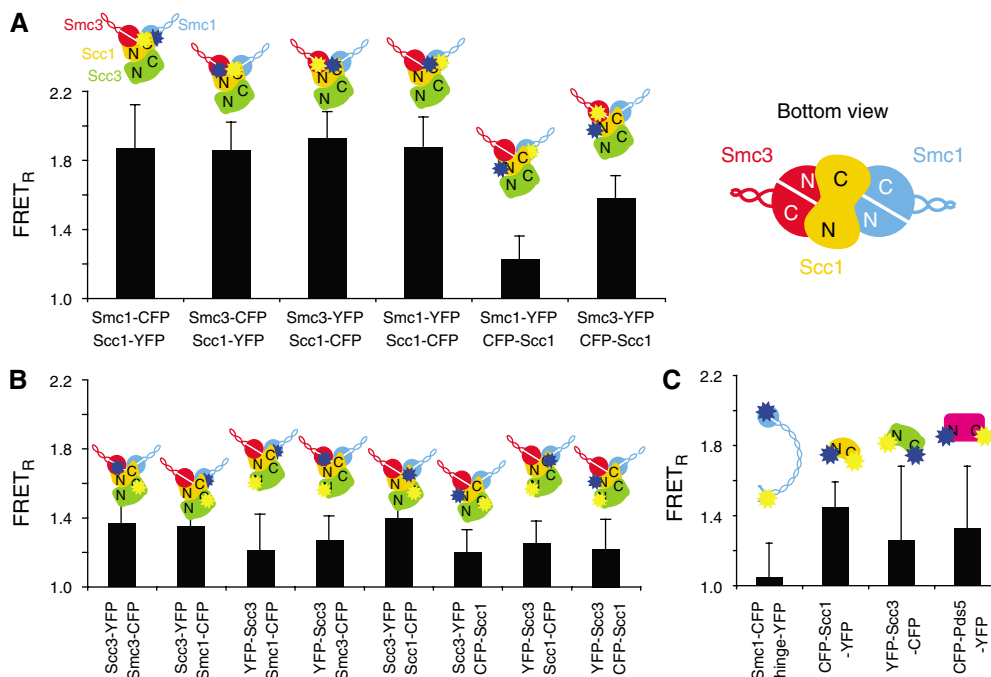 A
Smc3
Smc1
Scc1
Scc3
N C
N C
N C
N C
N C
N C
N C
N C
N C
N C
N C
N C
2.2
1.8
1.4
1.0
FRETR
Smc1-CFP
Scc1-YFP
Smc3-CFP
Scc1-YFP
Smc3-YFP
Scc1-CFP
Smc1-YFP
Scc1-CFP
Smc1-YFP
CFP-Scc1
Smc3-YFP
CFP-Scc1
Bottom view
Smc3
Smc1
N
C
C
C
N
N
Scc1
B
2.2
1.8
1.4
1.0
FRETR
Scc3-YFP
Smc3-CFP
Scc3-YFP
Smc1-CFP
YFP-Scc3
Smc1-CFP
YFP-Scc3
Smc3-CFP
Scc3-YFP
Scc1-CFP
Scc3-YFP
CFP-Scc1
YFP-Scc3
Scc1-CFP
YFP-Scc3
CFP-Scc1
C
2.2
1.8
1.4
1.0
FRETR
N C
N C
N C
Smc1-CFP
hinge-YFP
CFP-Scc1
-YFP
YFP-Scc3
-CFP
CFP-Pds5
-YFP